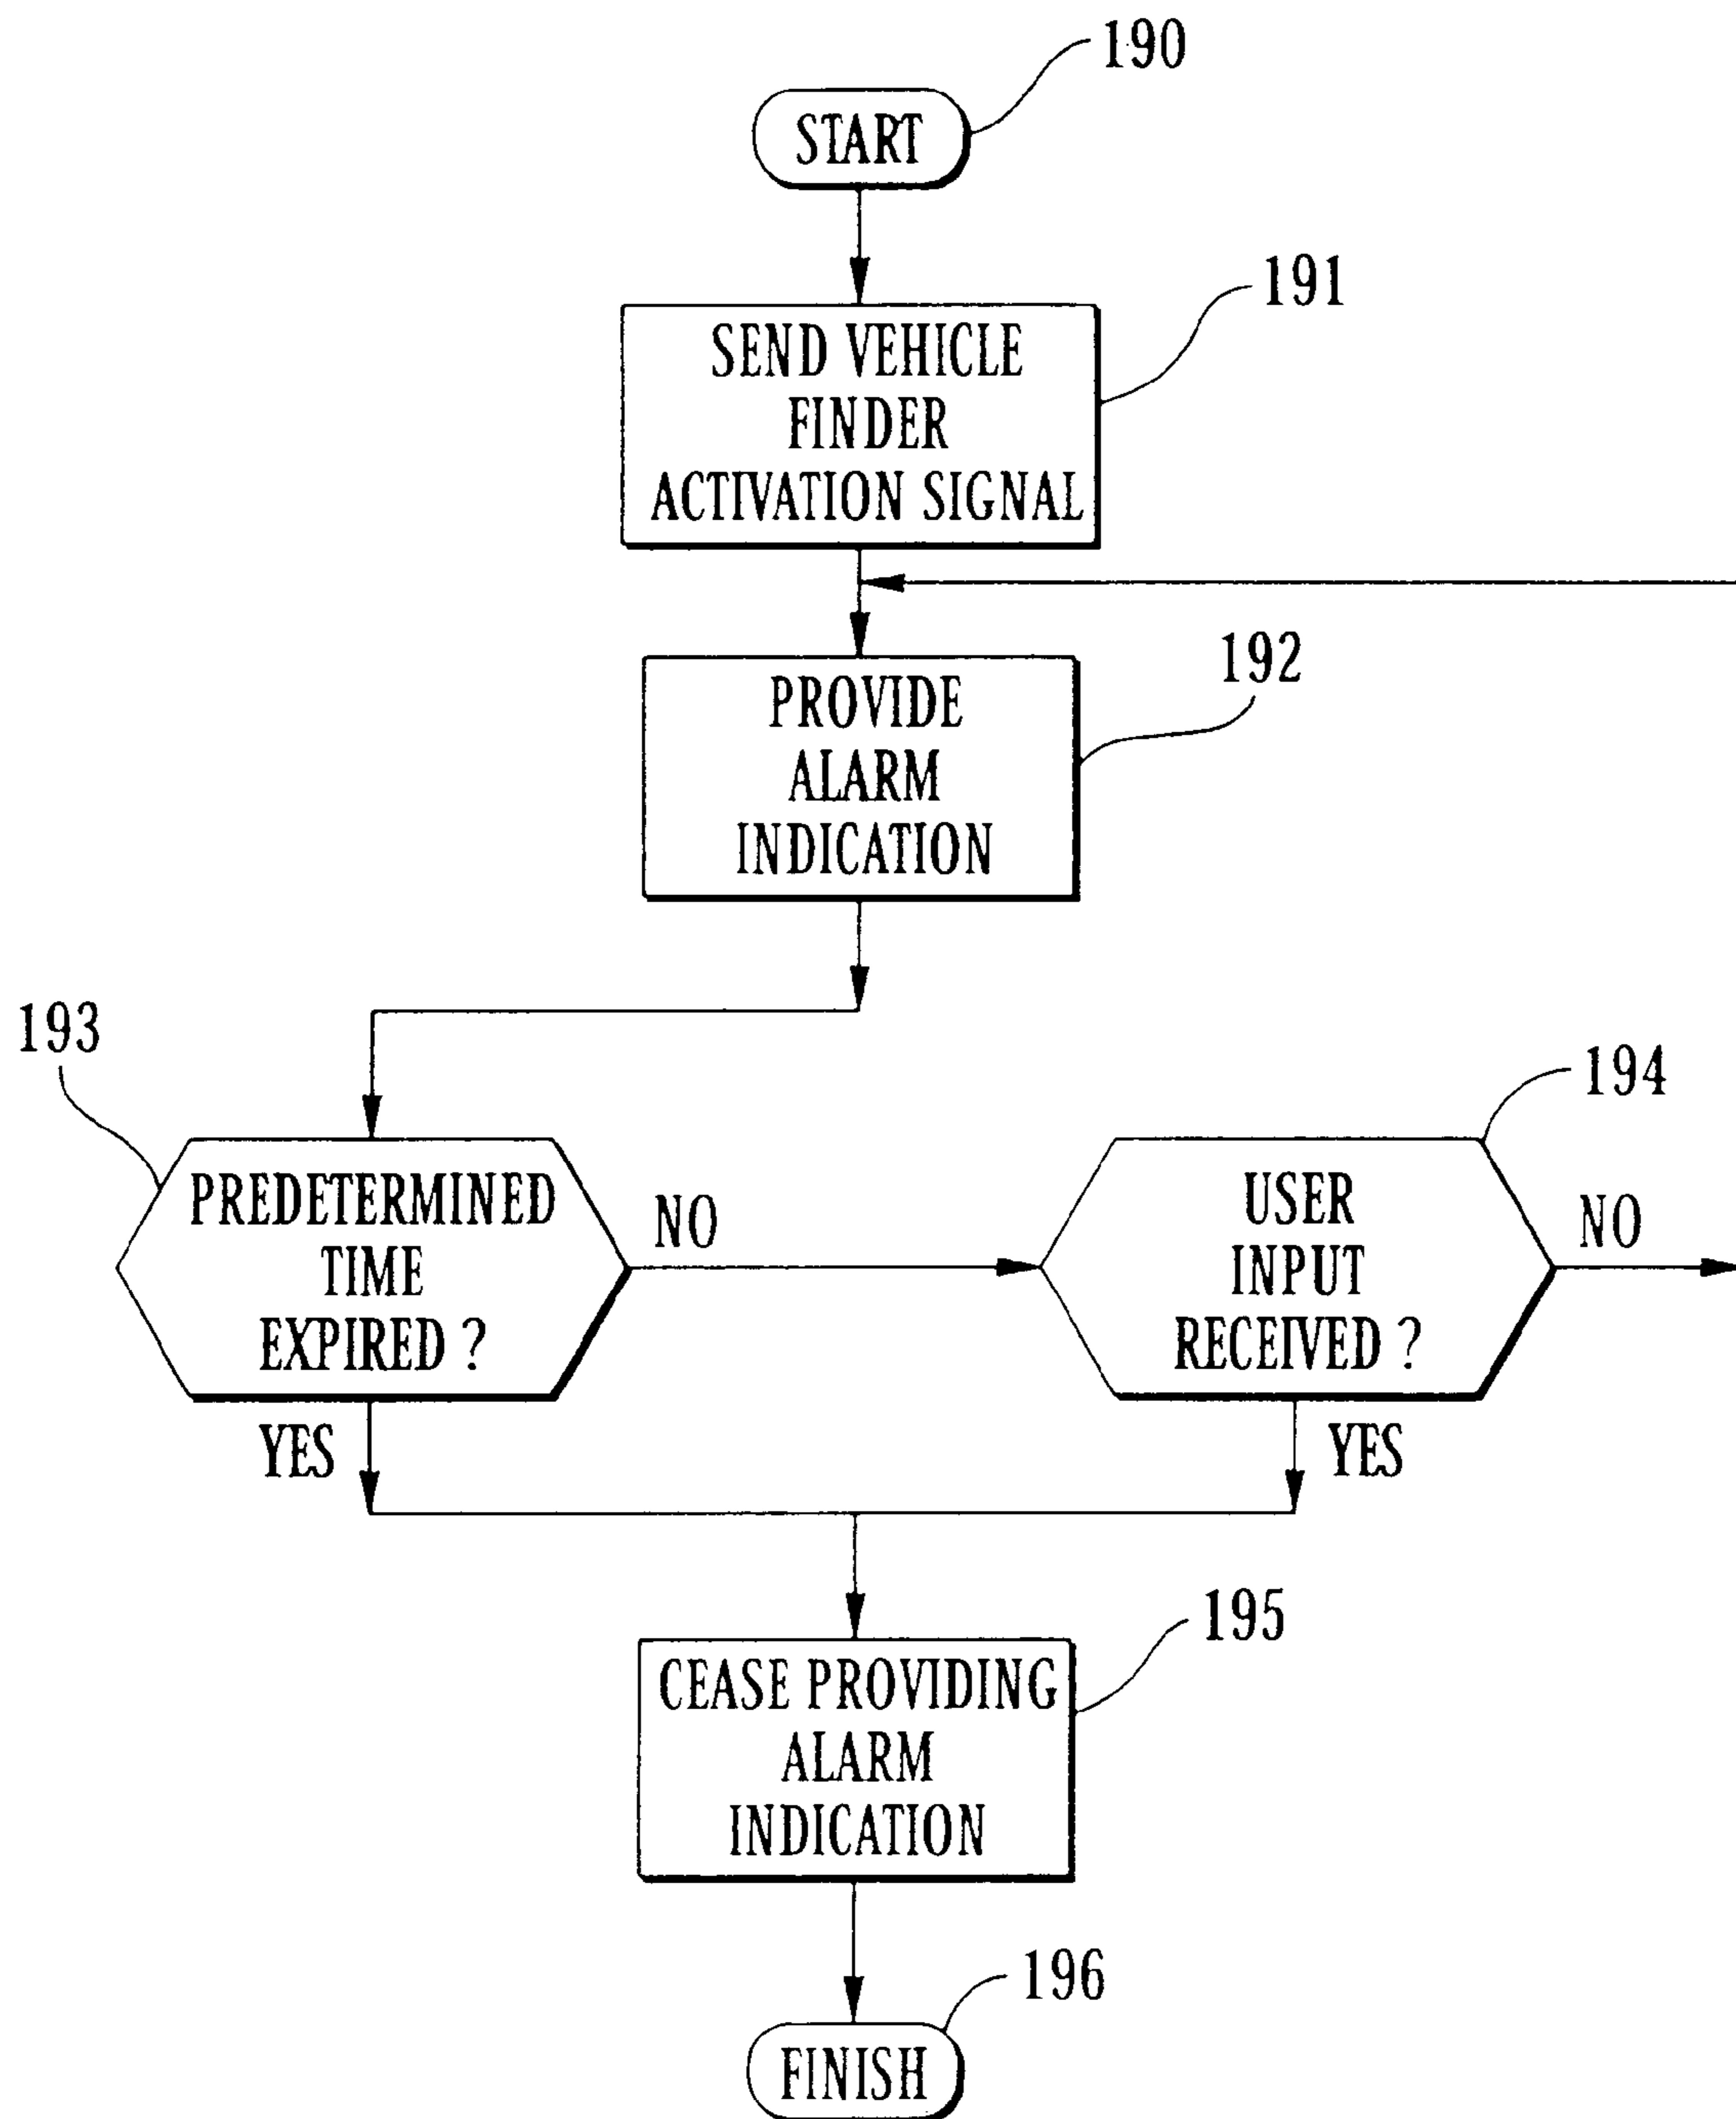 190
START
191
SEND VEHICLE
FINDER
ACTIVATION SIGNAL
192
PROVIDE
ALARM
INDICATION
193
194
PREDETERMINED
TIME
EXPIRED ?
NO
USER
INPUT
RECEIVED ?
NO
YES
YES
195
CEASE PROVIDING
ALARM
INDICATION
196
FINISH